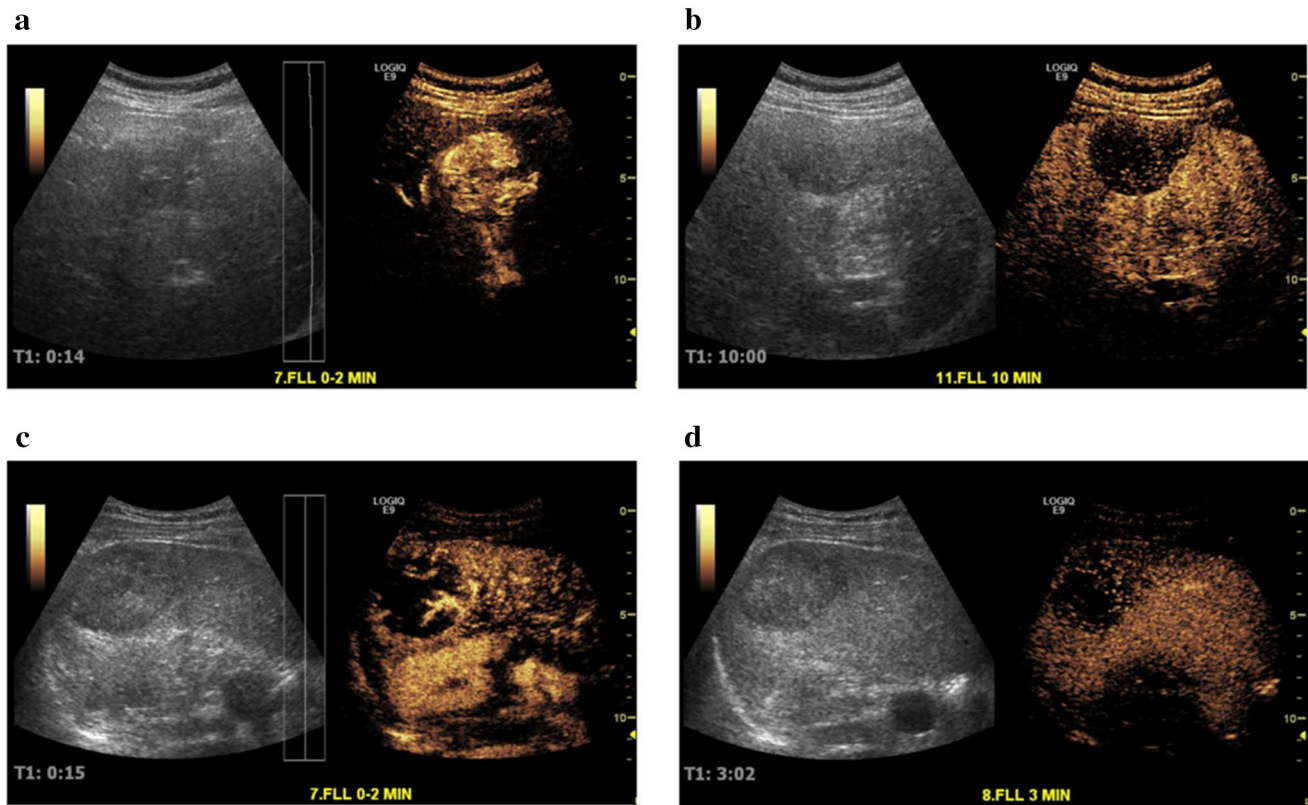 a
LOGIQ
E9
0
5
10
T1: 0:14
7.FLL 0-2 MIN
b
LOGIQ
E9
0
5
10
T1: 10:00
11.FLL 10 MIN
c
LOGIQ
E9
0
5
10
T1: 0:15
7.FLL 0-2 MIN
d
LOGIQ
E9
0
5
10
T1: 3:02
8.FLL 3 MIN